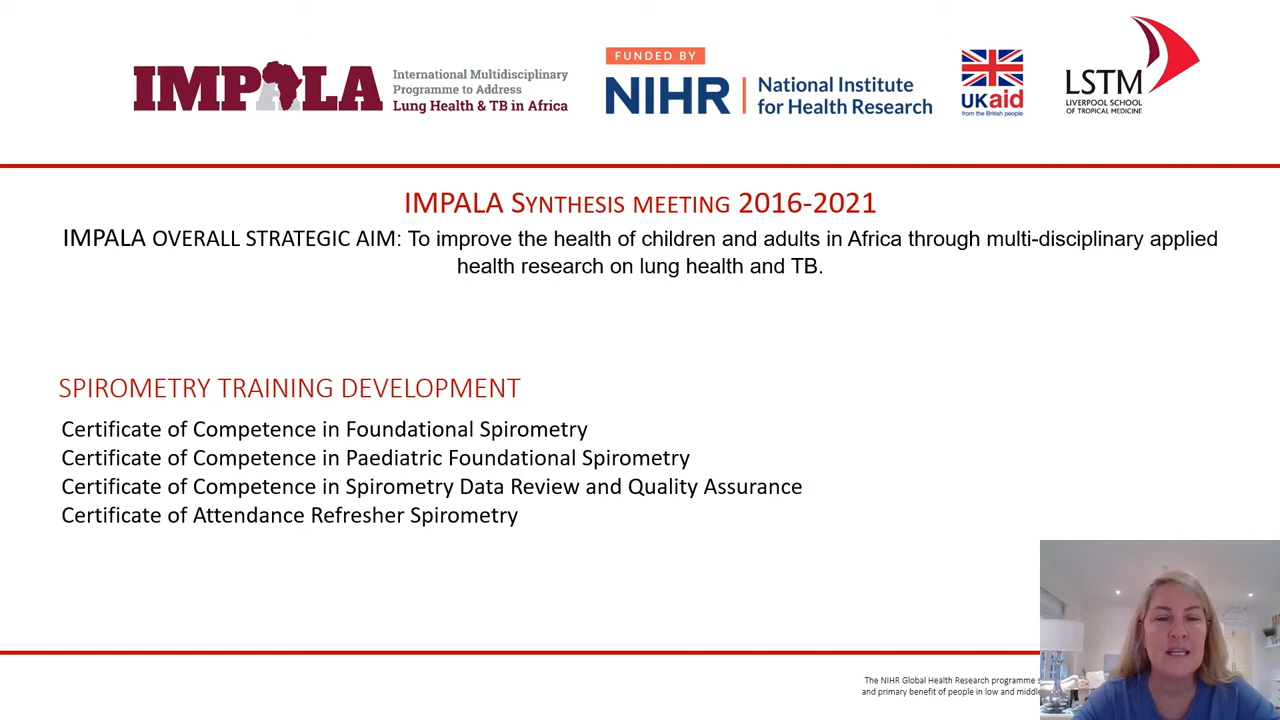 IMPALA
International Multidisciplinary
Programme to Address
Lung Health & TB in Africa
FUNDED BY
NIHR
National Institute
for Health Research
UKaid
from the British people
LSTM
LIVERPOOL SCHOOL
OF TROPICAL MEDICINE
IMPALA SYNTHESIS MEETING 2016-2021
IMPALA OVERALL STRATEGIC AIM: To improve the health of children and adults in Africa through multi-disciplinary applied
health research on lung health and TB.
SPIROMETRY TRAINING DEVELOPMENT
Certificate of Competence in Foundational Spirometry
Certificate of Competence in Paediatric Foundational Spirometry
Certificate of Competence in Spirometry Data Review and Quality Assurance
Certificate of Attendance Refresher Spirometry
The NIHR Global Health Research programme
and primary benefit of people in low and middle